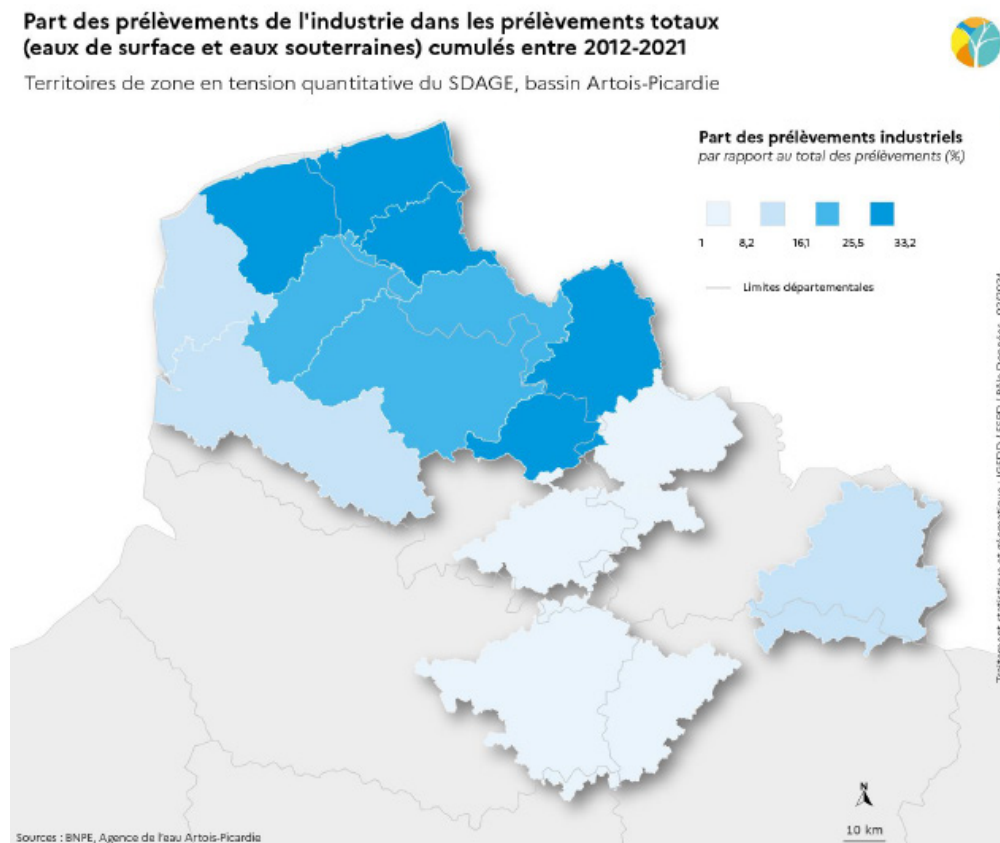 Part des prélèvements de l'industrie dans les prélèvements totaux
(eaux de surface et eaux souterraines) cumulés entre 2012-2021
Territoires de zone en tension quantitative du SDAGE, bassin Artois-Picardie
Part des prélèvements industriels
par rapport au total des prélèvements (%)
1 8,2 16,1 25,5 33,2
Limites départementales
10 km
Sources : BNPE, Agence de l'eau Artois-Picardie